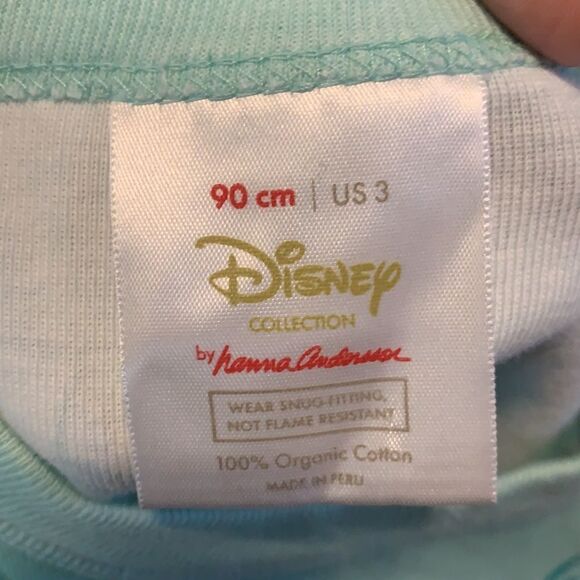 90 cm | US 3
Disney
COLLECTION
by hanna andersson
WEAR SNUG-FITTING,
NOT FLAME RESISTANT
100% Organic Cotton
MADE IN PERU